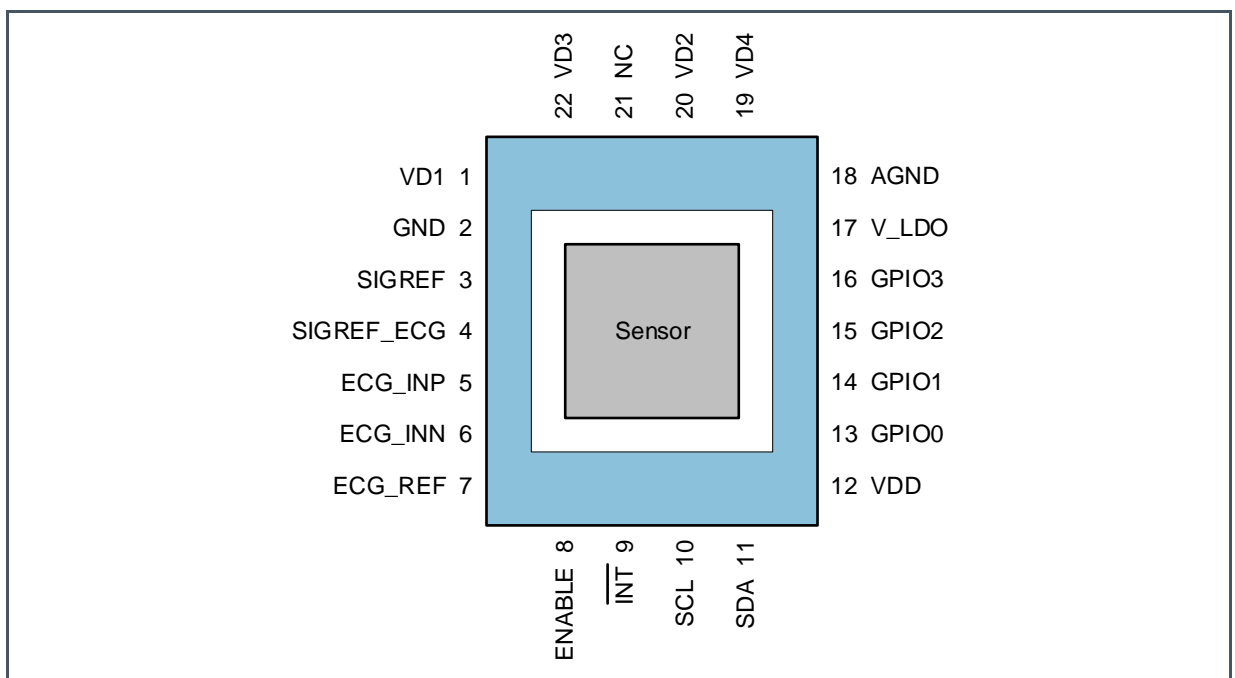 22 VD3
21 NC
20 VD2
19 VD4
VD1 1
GND 2
SIGREF 3
SIGREF_ECG 4
ECG_INP 5
ECG_INN 6
ECG_REF 7
Sensor
18 AGND
17 V_LDO
16 GPIO3
15 GPIO2
14 GPIO1
13 GPIO0
12 VDD
ENABLE 8
INT 9
SCL 10
SDA 11